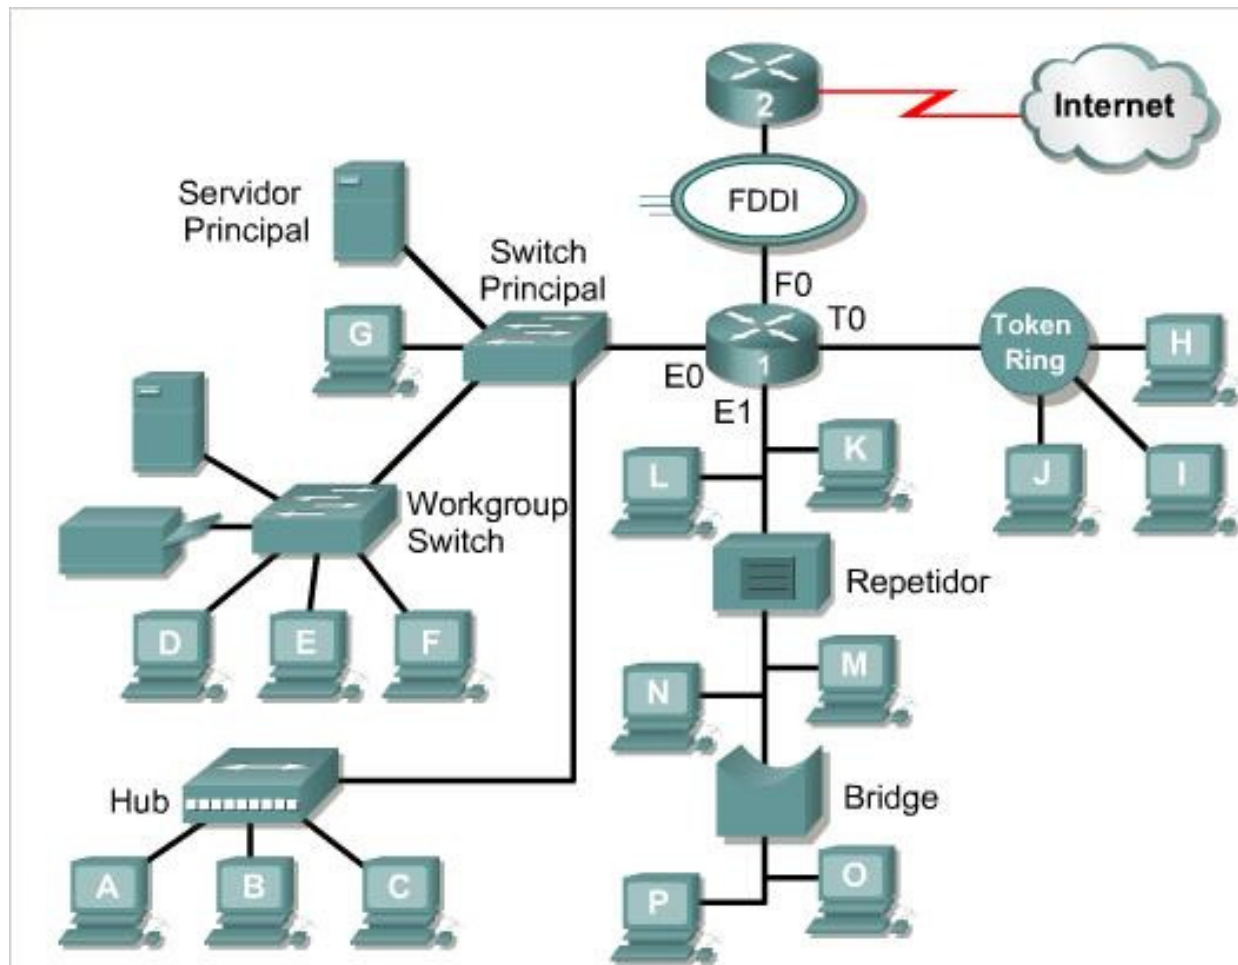 2
Internet
FDDI
Servidor
Principal
Switch
Principal
F0
T0
G
1
E0
E1
Token
Ring
H
J
I
K
L
Workgroup
Switch
D
E
F
Repetidor
M
N
Hub
Bridge
A
B
C
O
P